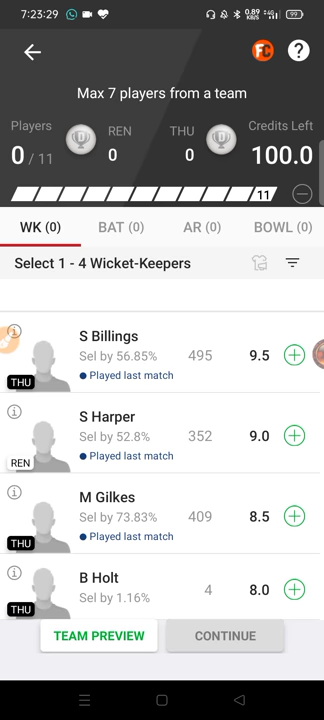 7:23:29 0.89 KB/s 4G 99
FC ?
Max 7 players from a team
Players REN THU Credits Left
0 / 11 0 0 100.0
11
WK (0) BAT (0) AR (0) BOWL (0)
Select 1 - 4 Wicket-Keepers
S Billings
Sel by 56.85% 495 9.5
Played last match
THU
S Harper
Sel by 52.8% 352 9.0
Played last match
REN
M Gilkes
Sel by 73.83% 409 8.5
Played last match
THU
B Holt
Sel by 1.16% 4 8.0
THU
TEAM PREVIEW CONTINUE